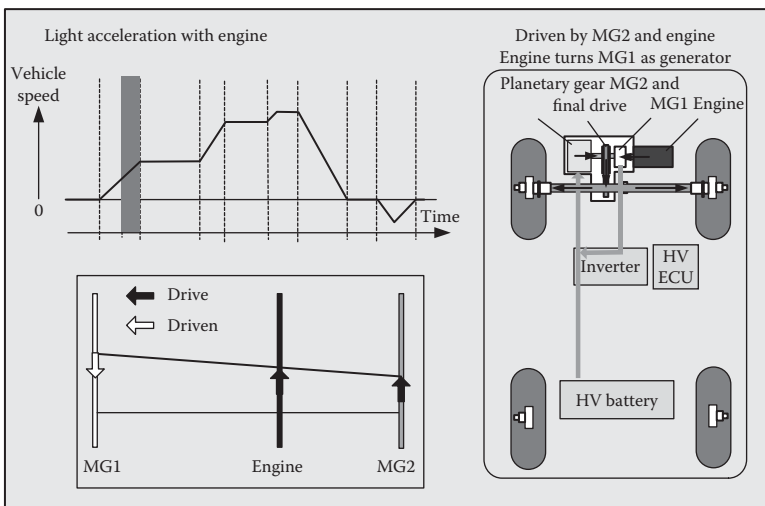 Light acceleration with engine
Vehicle
speed
0
Time
Drive
Driven
MG1
Engine
MG2
Driven by MG2 and engine
Engine turns MG1 as generator
Planetary gear MG2 and
final drive
MG1 Engine
Inverter
HV
ECU
HV battery